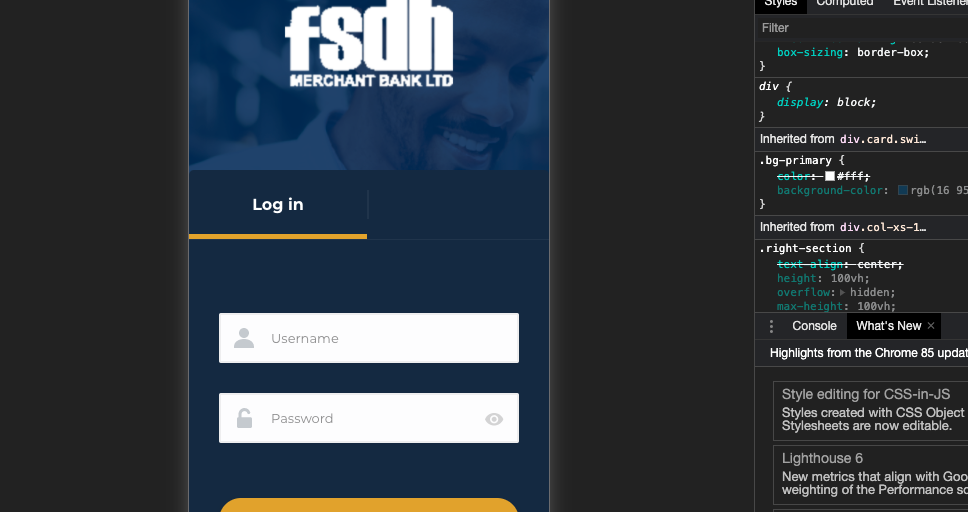 fsdh
MERCHANT BANK LTD
Log in
Username
Password
Styles
Computed
Event Listener
Filter
box-sizing: border-box;
}
div {
display: block;
}
Inherited from div.card.swi…
.bg-primary {
color: #fff;
background-color: rgb(16 95
}
Inherited from div.col-xs-1…
.right-section {
text-align: center;
height: 100vh;
overflow: hidden;
max-height: 100vh;
Console
What's New ×
Highlights from the Chrome 85 updat
Style editing for CSS-in-JS
Styles created with CSS Object
Stylesheets are now editable.
Lighthouse 6
New metrics that align with Goo
weighting of the Performance sc